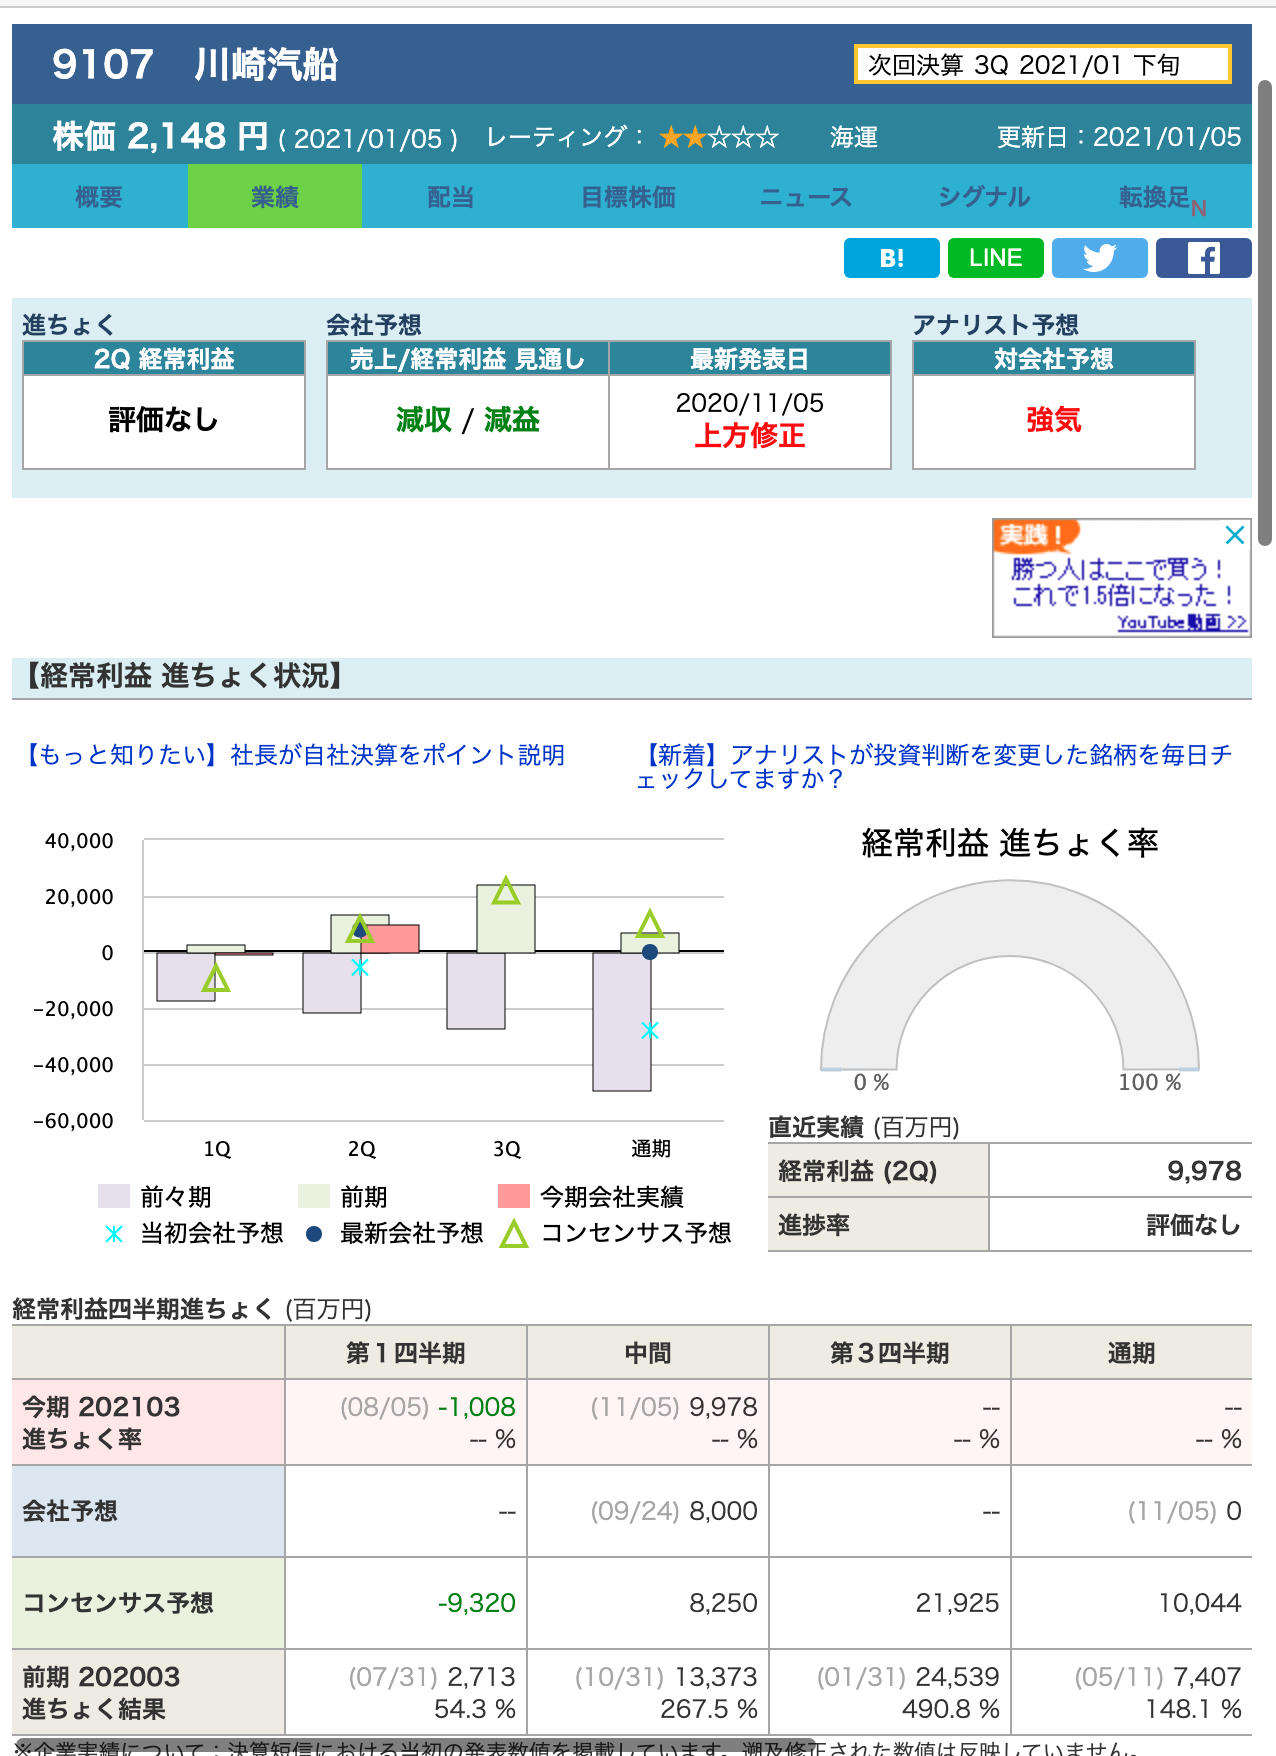 9107 川崎汽船
次回決算 3Q 2021/01 下旬
株価 2,148 円 ( 2021/01/05 ) レーティング： ★★☆☆☆ 海運 更新日：2021/01/05
概要 業績 配当 目標株価 ニュース シグナル 転換足N
B! LINE
進ちょく 会社予想 アナリスト予想
2Q 経常利益 売上/経常利益 見通し 最新発表日 対会社予想
評価なし 減収 / 減益 2020/11/05 強気
上方修正
実践！
勝つ人はここで買う！
これで1.5倍になった！
YouTube動画 >>
【経常利益 進ちょく状況】
【もっと知りたい】社長が自社決算をポイント説明
【新着】アナリストが投資判断を変更した銘柄を毎日チ
ェックしてますか？
40,000
20,000
0
-20,000
-40,000
-60,000
1Q 2Q 3Q 通期
前々期 前期 今期会社実績
当初会社予想 最新会社予想 コンセンサス予想
経常利益 進ちょく率
0 % 100 %
直近実績 (百万円)
経常利益 (2Q) 9,978
進捗率 評価なし
経常利益四半期進ちょく (百万円)
第１四半期 中間 第３四半期 通期
今期 202103 (08/05) -1,008 (11/05) 9,978 -- --
進ちょく率 -- % -- % -- % -- %
会社予想 -- (09/24) 8,000 -- (11/05) 0
コンセンサス予想 -9,320 8,250 21,925 10,044
前期 202003 (07/31) 2,713 (10/31) 13,373 (01/31) 24,539 (05/11) 7,407
進ちょく結果 54.3 % 267.5 % 490.8 % 148.1 %
※企業実績について：決算短信における当初の発表数値を掲載しています。遡及修正された数値は反映していません。